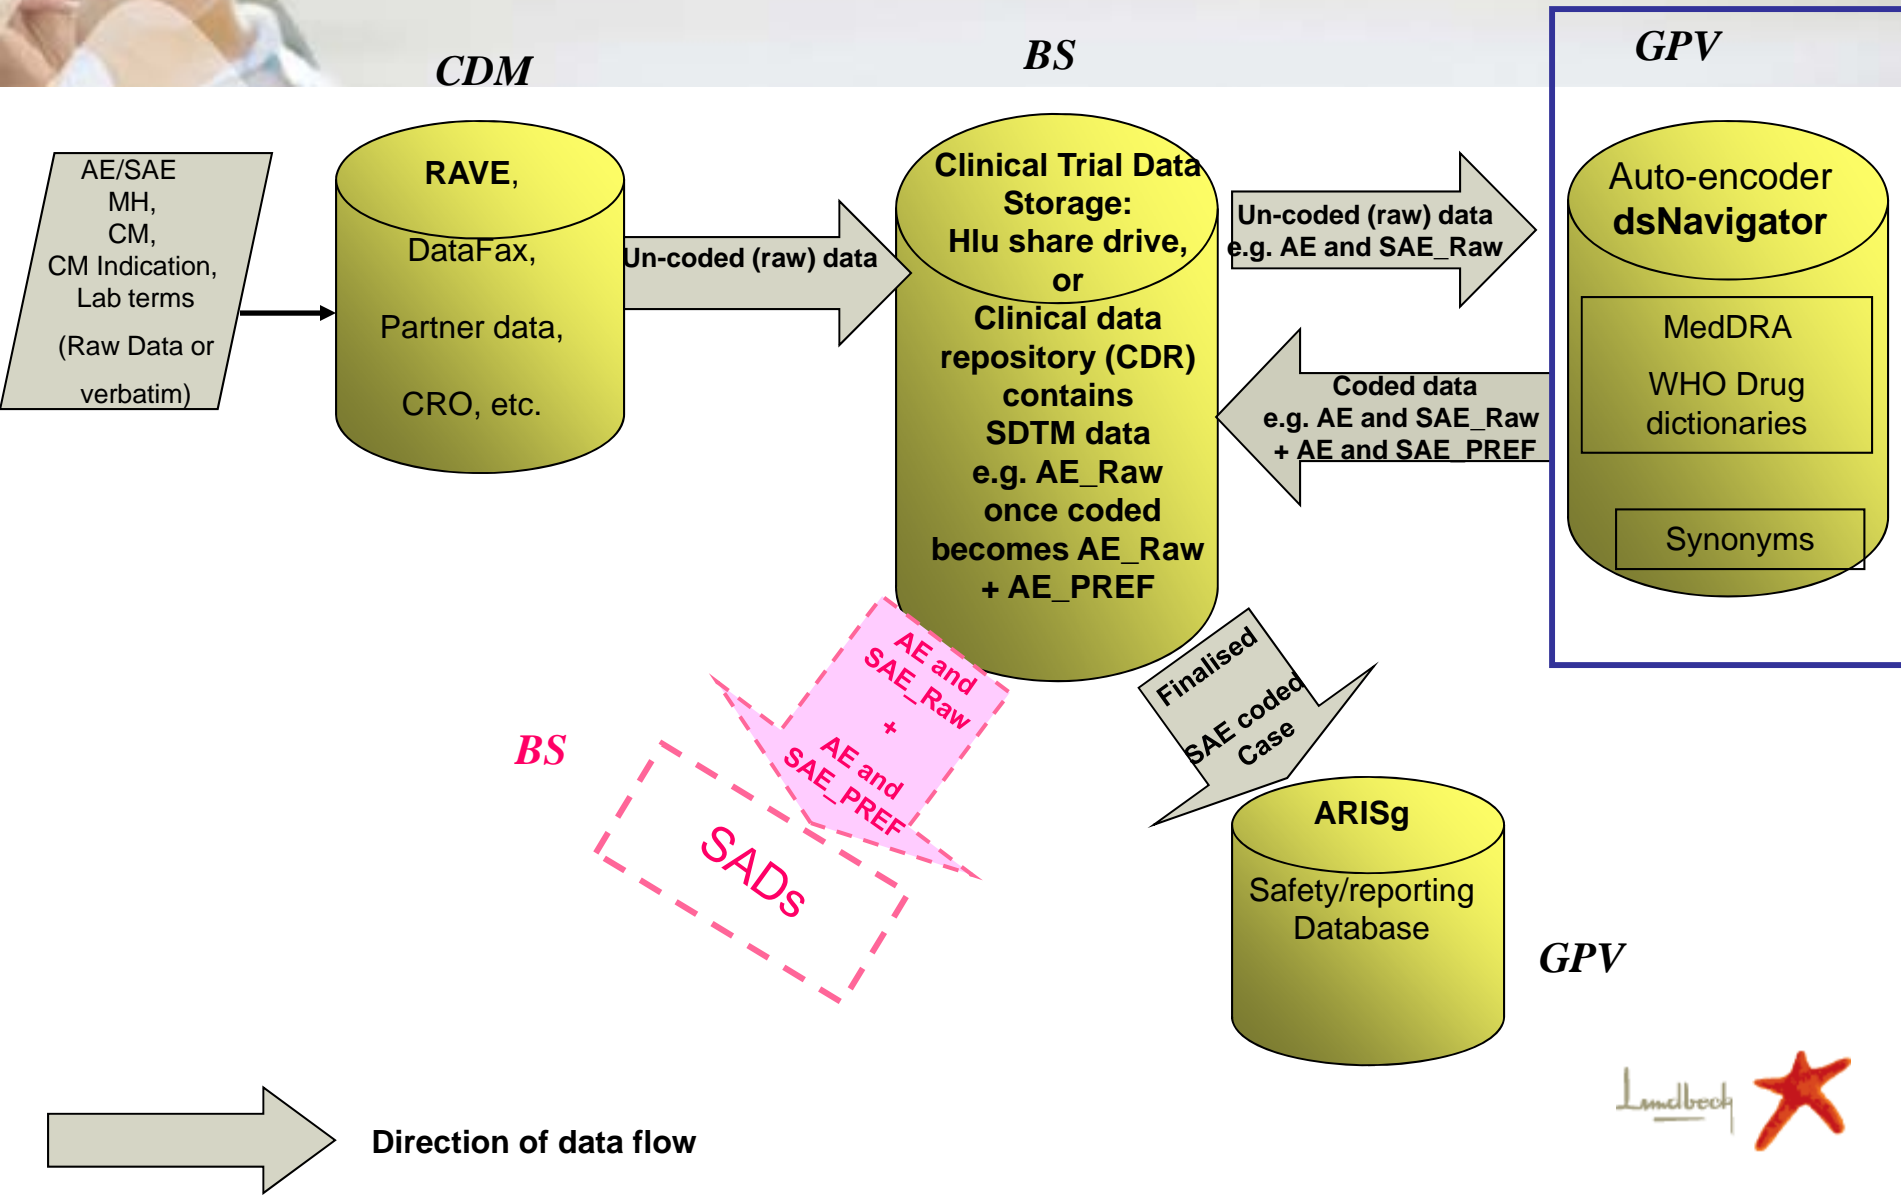 CDM
BS
GPV
AE/SAE
MH,
CM,
CM Indication,
Lab terms
(Raw Data or
verbatim)
RAVE,
DataFax,
Partner data,
CRO, etc.
Un-coded (raw) data
Clinical Trial Data
Storage:
Hlu share drive,
or
Clinical data
repository (CDR)
contains
SDTM data
e.g. AE_Raw
once coded
becomes AE_Raw
+ AE_PREF
Un-coded (raw) data
e.g. AE and SAE_Raw
Coded data
e.g. AE and SAE_Raw
+ AE and SAE_PREF
Auto-encoder
dsNavigator
MedDRA
WHO Drug
dictionaries
Synonyms
AE and
SAE_Raw
+
AE and
SAE_PREF
BS
SADs
Finalised
SAE coded
Case
ARISg
Safety/reporting
Database
GPV
Direction of data flow
Lundbeck